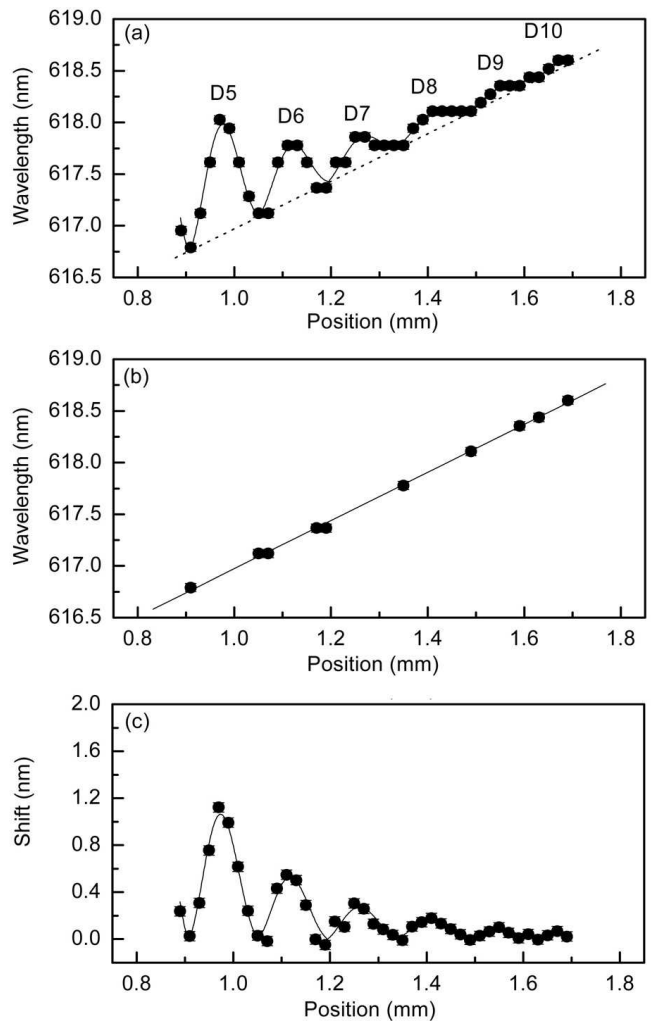 (a)
D5
D6
D7
D8
D9
D10
619.0
618.5
618.0
617.5
617.0
616.5
Wavelength (nm)
0.8 1.0 1.2 1.4 1.6 1.8
Position (mm)
(b)
619.0
618.5
618.0
617.5
617.0
616.5
Wavelength (nm)
0.8 1.0 1.2 1.4 1.6 1.8
Position (mm)
(c)
2.0
1.6
1.2
0.8
0.4
0.0
Shift (nm)
0.8 1.0 1.2 1.4 1.6 1.8
Position (mm)